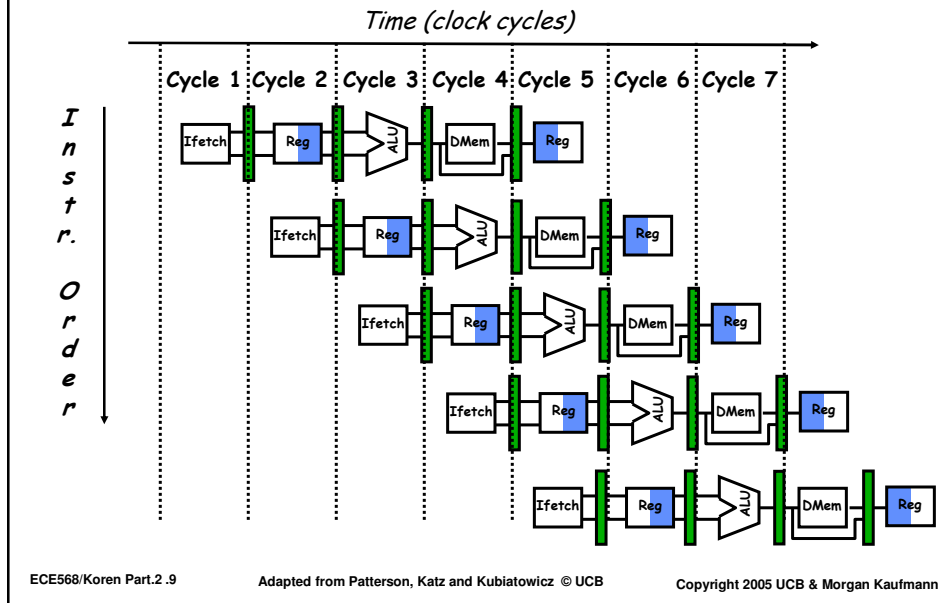 Time (clock cycles)
Cycle 1 Cycle 2 Cycle 3 Cycle 4 Cycle 5 Cycle 6 Cycle 7
Instr. Order
Ifetch Reg ALU DMem Reg
Ifetch Reg ALU DMem Reg
Ifetch Reg ALU DMem Reg
Ifetch Reg ALU DMem Reg
Ifetch Reg ALU DMem Reg
ECE568/Koren Part.2 .9 Adapted from Patterson, Katz and Kubiatowicz © UCB Copyright 2005 UCB & Morgan Kaufmann